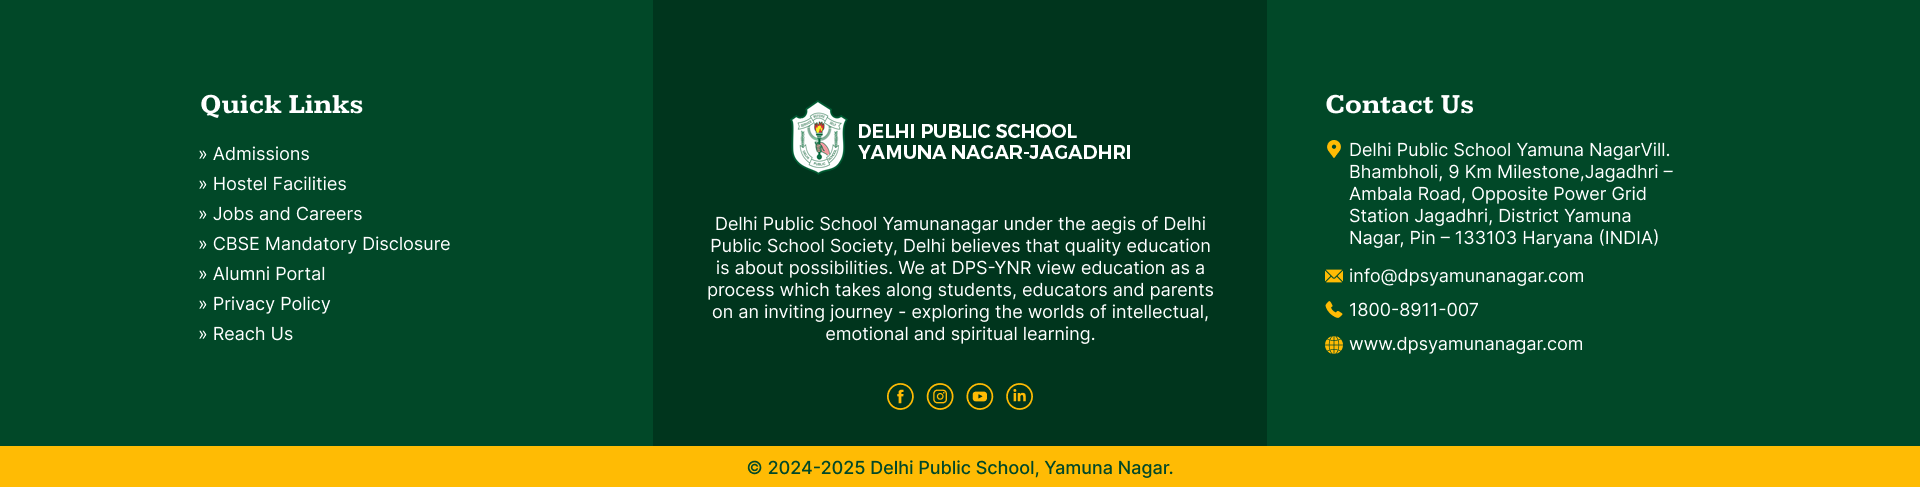 Quick Links
» Admissions
» Hostel Facilities
» Jobs and Careers
» CBSE Mandatory Disclosure
» Alumni Portal
» Privacy Policy
» Reach Us
DELHI PUBLIC SCHOOL
YAMUNA NAGAR-JAGADHRI
Delhi Public School Yamunanagar under the aegis of Delhi
Public School Society, Delhi believes that quality education
is about possibilities. We at DPS-YNR view education as a
process which takes along students, educators and parents
on an inviting journey - exploring the worlds of intellectual,
emotional and spiritual learning.
Contact Us
Delhi Public School Yamuna NagarVill.
Bhambholi, 9 Km Milestone,Jagadhri –
Ambala Road, Opposite Power Grid
Station Jagadhri, District Yamuna
Nagar, Pin – 133103 Haryana (INDIA)
info@dpsyamunanagar.com
1800-8911-007
www.dpsyamunanagar.com
© 2024-2025 Delhi Public School, Yamuna Nagar.